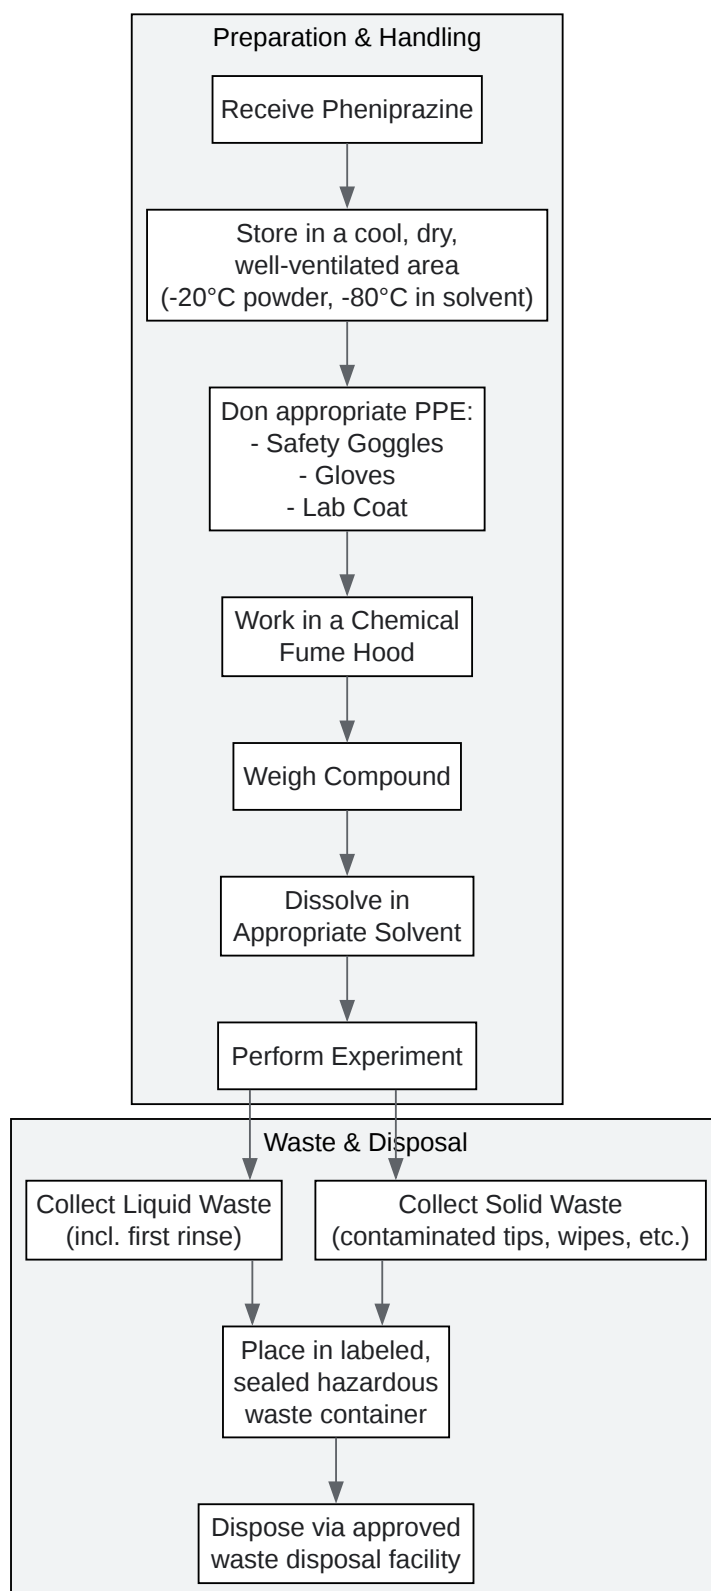 Preparation & Handling
Receive Pheniprazine
Store in a cool, dry,
well-ventilated area
(-20°C powder, -80°C in solvent)
Don appropriate PPE:
- Safety Goggles
- Gloves
- Lab Coat
Work in a Chemical
Fume Hood
Weigh Compound
Dissolve in
Appropriate Solvent
Perform Experiment
Waste & Disposal
Collect Liquid Waste
(incl. first rinse)
Collect Solid Waste
(contaminated tips, wipes, etc.)
Place in labeled,
sealed hazardous
waste container
Dispose via approved
waste disposal facility